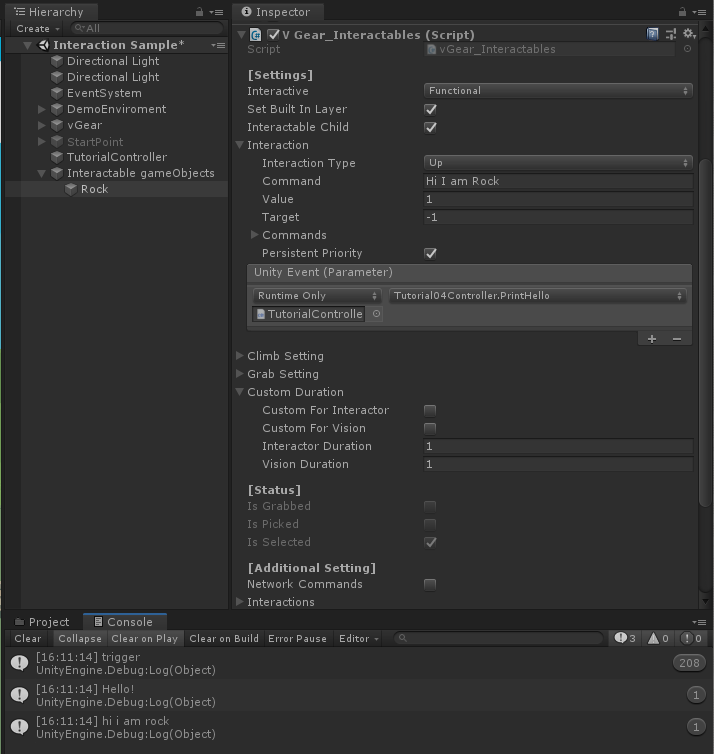 Hierarchy
Create
All
Interaction Sample*
Directional Light
Directional Light
EventSystem
DemoEnviroment
vGear
StartPoint
TutorialController
Interactable gameObjects
Rock
Inspector
V Gear_Interactables (Script)
Script vGear_Interactables
[Settings]
Interactive Functional
Set Built In Layer
Interactable Child
Interaction
Interaction Type Up
Command Hi I am Rock
Value 1
Target -1
Commands
Persistent Priority
Unity Event (Parameter)
Runtime Only Tutorial04Controller.PrintHello
TutorialControlle
Climb Setting
Grab Setting
Custom Duration
Custom For Interactor
Custom For Vision
Interactor Duration 1
Vision Duration 1
[Status]
Is Grabbed
Is Picked
Is Selected
[Additional Setting]
Network Commands
Interactions
Project Console
Clear Collapse Clear on Play Clear on Build Error Pause Editor 3 0 0
[16:11:14] trigger 208
UnityEngine.Debug:Log(Object)
[16:11:14] Hello! 1
UnityEngine.Debug:Log(Object)
[16:11:14] hi i am rock 1
UnityEngine.Debug:Log(Object)